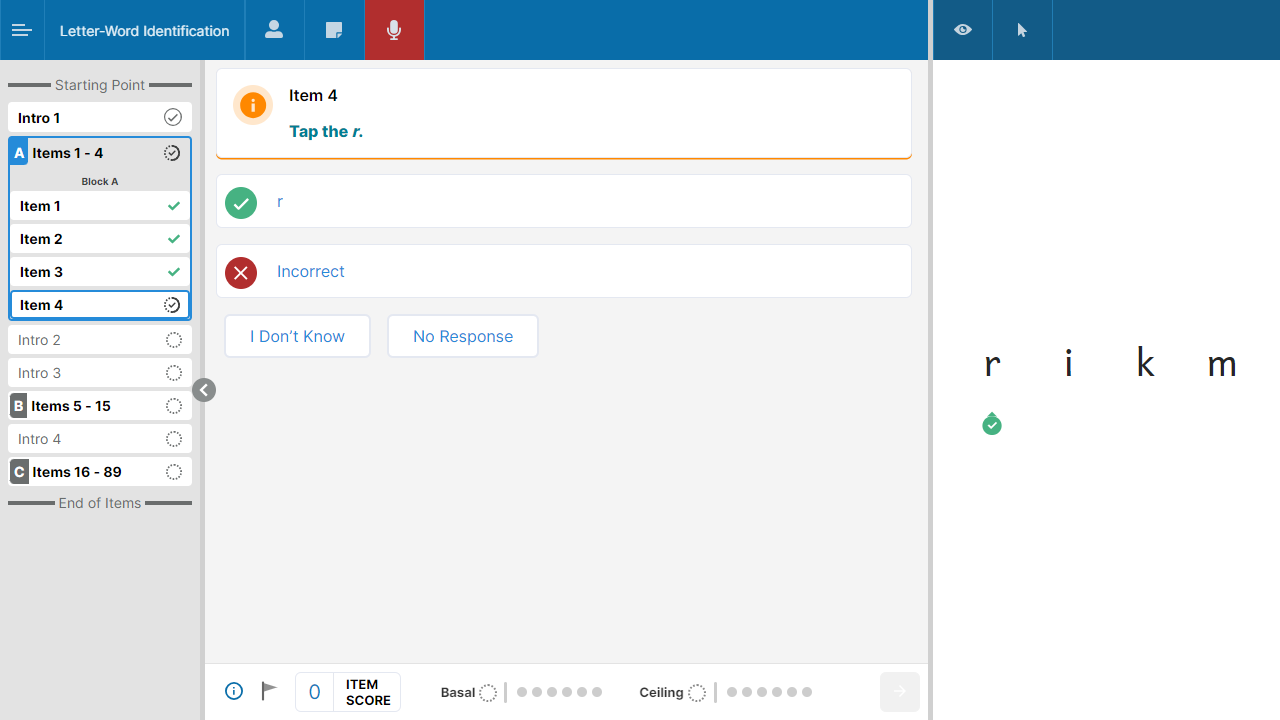 Letter-Word Identification
Starting Point
Intro 1
A Items 1 - 4
Block A
Item 1
Item 2
Item 3
Item 4
Intro 2
Intro 3
B Items 5 - 15
Intro 4
C Items 16 - 89
End of Items
Item 4
Tap the r.
r
Incorrect
I Don’t Know
No Response
0 ITEM
SCORE
Basal
Ceiling
r i k m